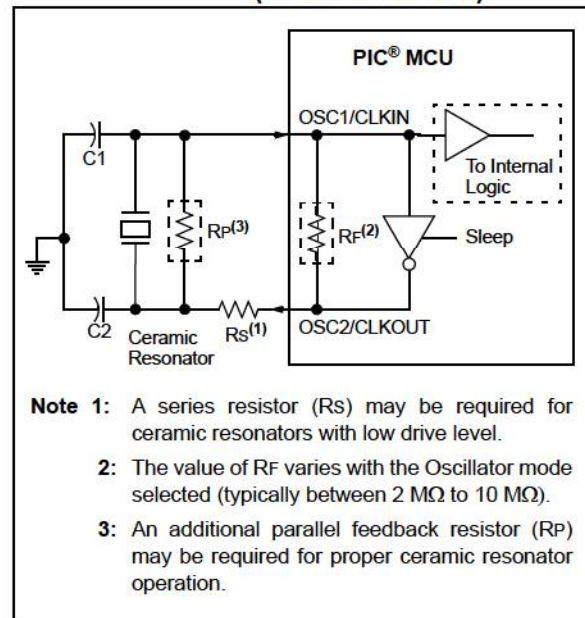 PIC® MCU
OSC1/CLKIN
C1
To Internal
Logic
RP(3)
RF(2)
Sleep
C2
Ceramic
Resonator
RS(1)
OSC2/CLKOUT
Note 1: A series resistor (RS) may be required for
ceramic resonators with low drive level.
2: The value of RF varies with the Oscillator mode
selected (typically between 2 MΩ to 10 MΩ).
3: An additional parallel feedback resistor (RP)
may be required for proper ceramic resonator
operation.